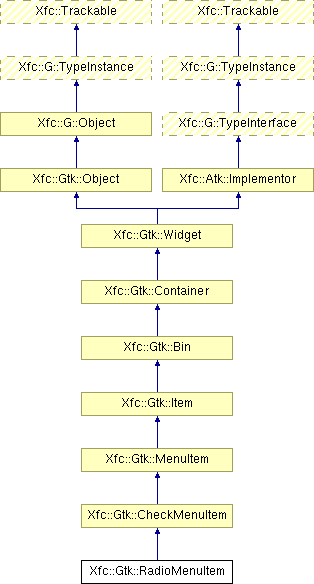 Xfc::Trackable Xfc::Trackable
Xfc::G::TypeInstance Xfc::G::TypeInstance
Xfc::G::Object Xfc::G::TypeInterface
Xfc::Gtk::Object Xfc::Atk::Implementor
Xfc::Gtk::Widget
Xfc::Gtk::Container
Xfc::Gtk::Bin
Xfc::Gtk::Item
Xfc::Gtk::MenuItem
Xfc::Gtk::CheckMenuItem
Xfc::Gtk::RadioMenuItem